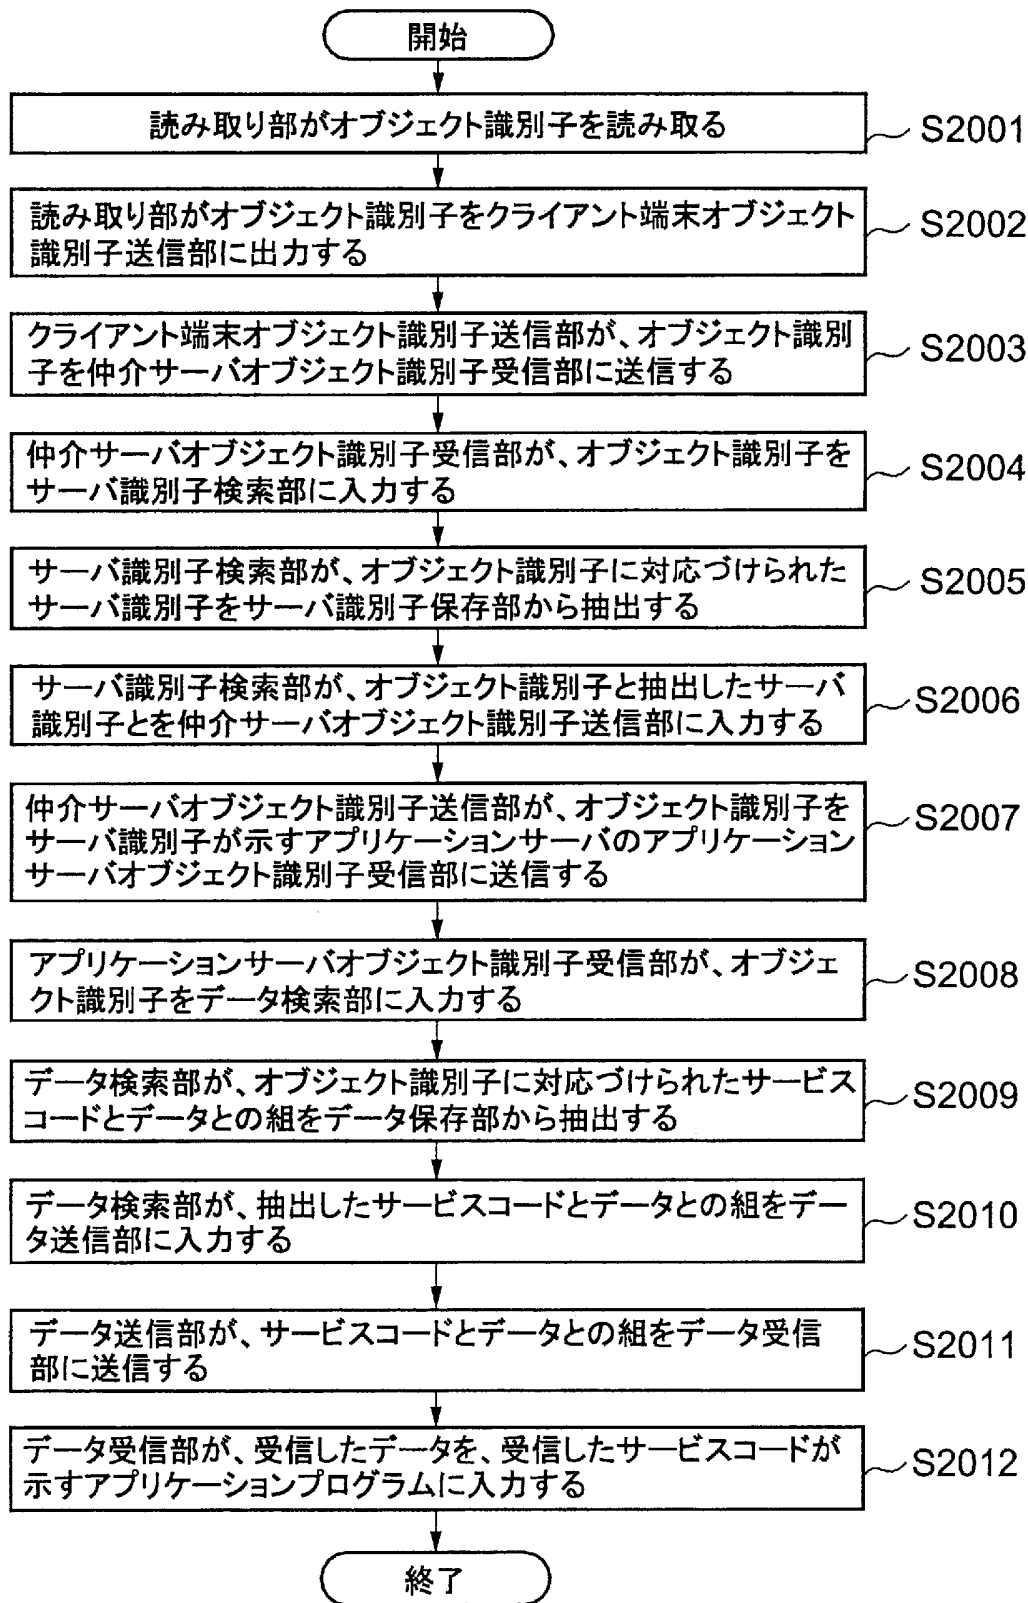 開始
読み取り部がオブジェクト識別子を読み取る
S2001
読み取り部がオブジェクト識別子をクライアント端末オブジェクト
識別子送信部に出力する
S2002
クライアント端末オブジェクト識別子送信部が、オブジェクト識別
子を仲介サーバオブジェクト識別子受信部に送信する
S2003
仲介サーバオブジェクト識別子受信部が、オブジェクト識別子を
サーバ識別子検索部に入力する
S2004
サーバ識別子検索部が、オブジェクト識別子に対応づけられた
サーバ識別子をサーバ識別子保存部から抽出する
S2005
サーバ識別子検索部が、オブジェクト識別子と抽出したサーバ
識別子とを仲介サーバオブジェクト識別子送信部に入力する
S2006
仲介サーバオブジェクト識別子送信部が、オブジェクト識別子を
サーバ識別子が示すアプリケーションサーバのアプリケーション
サーバオブジェクト識別子受信部に送信する
S2007
アプリケーションサーバオブジェクト識別子受信部が、オブジェ
クト識別子をデータ検索部に入力する
S2008
データ検索部が、オブジェクト識別子に対応づけられたサービス
コードとデータとの組をデータ保存部から抽出する
S2009
データ検索部が、抽出したサービスコードとデータとの組をデー
タ送信部に入力する
S2010
データ送信部が、サービスコードとデータとの組をデータ受信
部に送信する
S2011
データ受信部が、受信したデータを、受信したサービスコードが
示すアプリケーションプログラムに入力する
S2012
終了